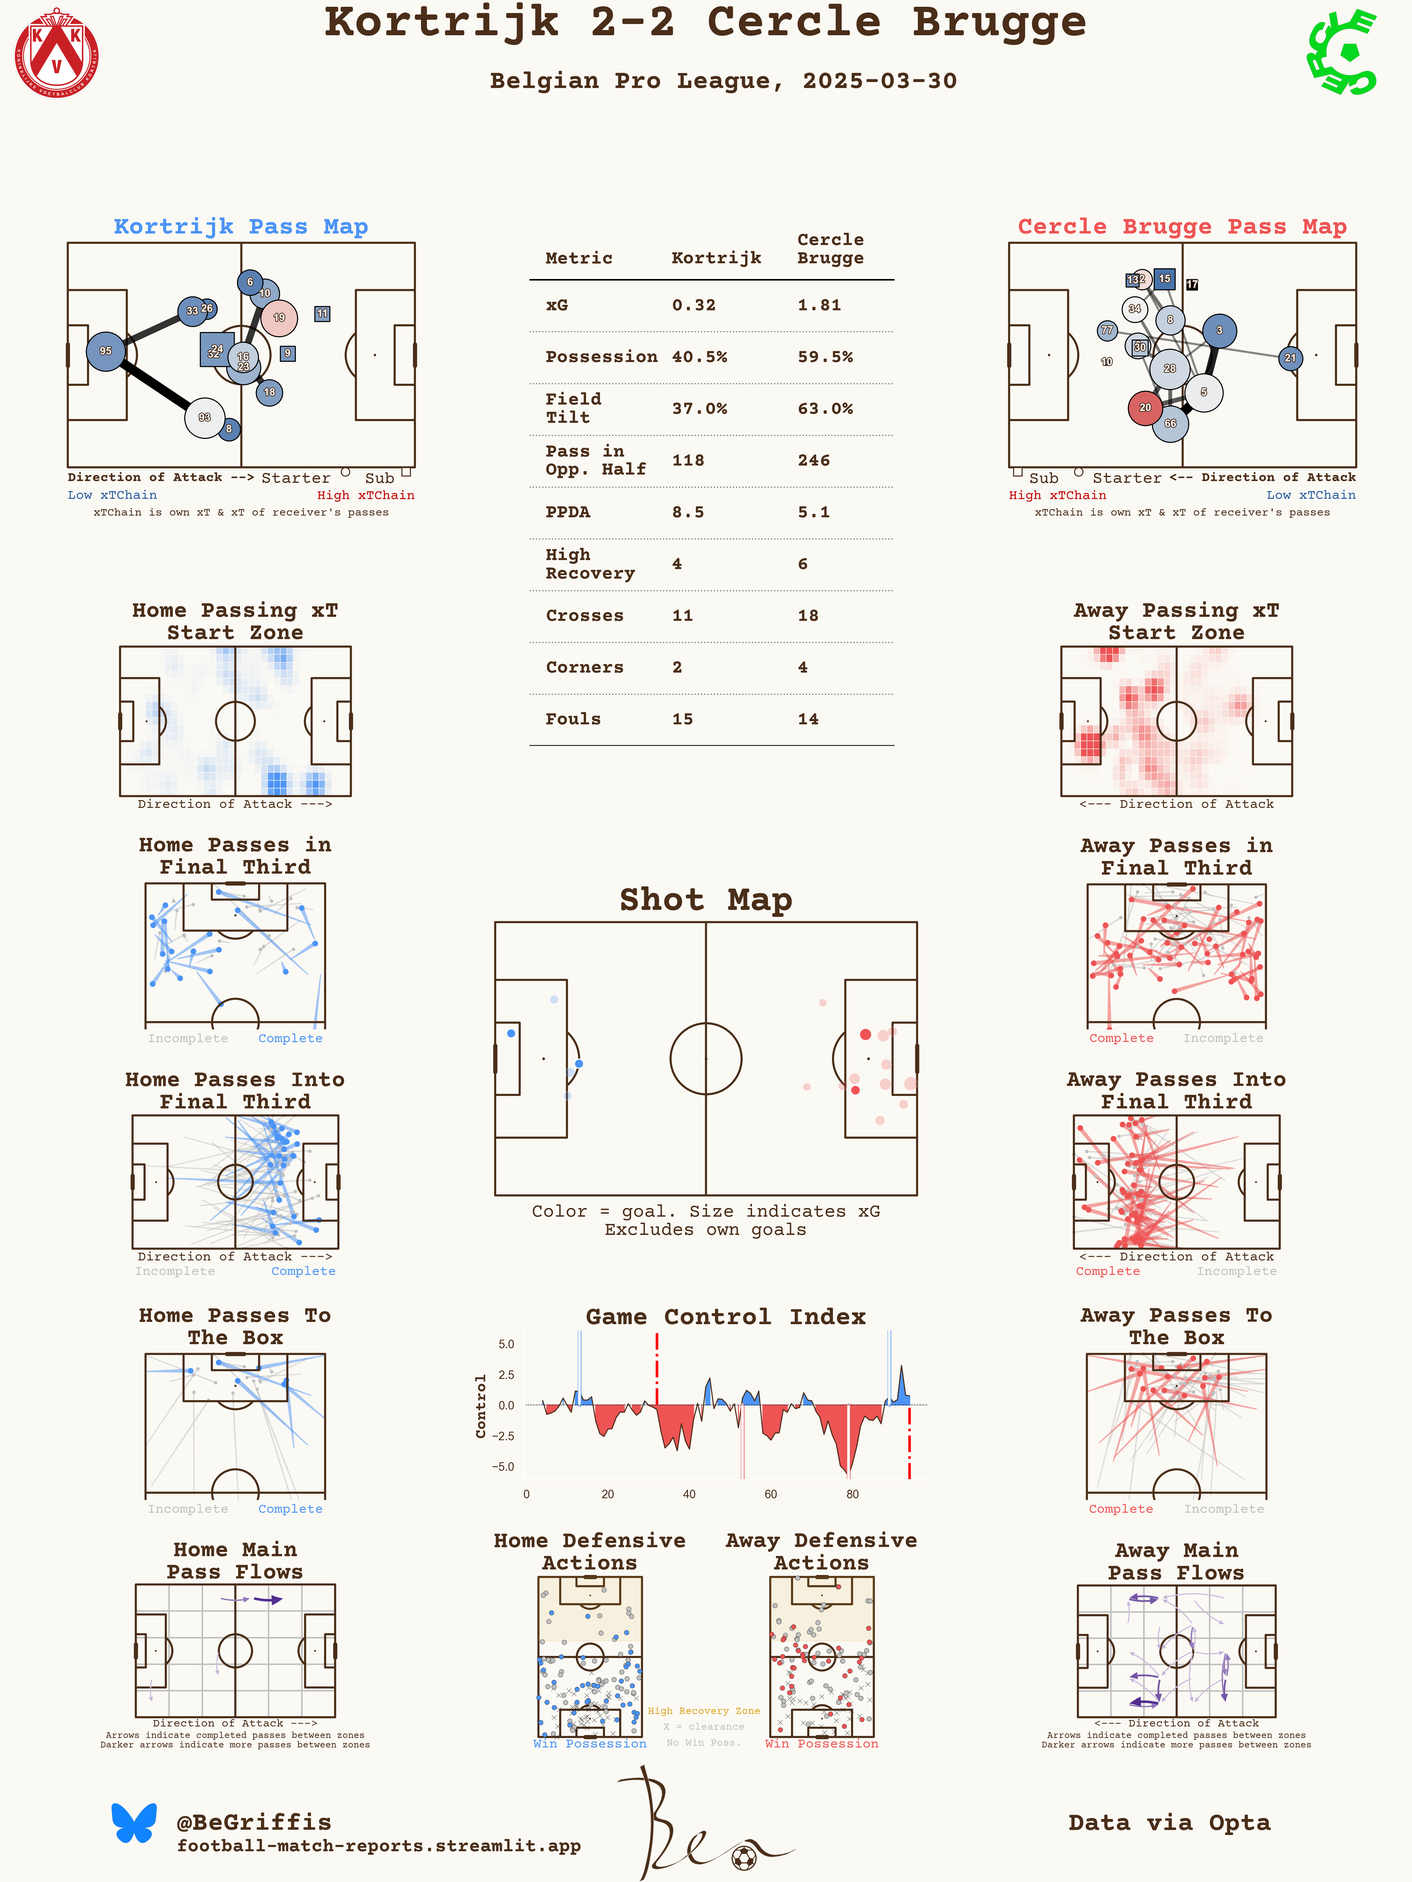 Kortrijk 2-2 Cercle Brugge
Belgian Pro League, 2025-03-30
K K
V
CERCLE
Kortrijk Pass Map
6
10
26
33
19
11
24
95
16
9
23
18
93
8
Direction of Attack --> Starter Sub
Low xTChain High xTChain
xTChain is own xT & xT of receiver's passes
Metric Kortrijk Cercle Brugge
xG 0.32 1.81
Possession 40.5% 59.5%
Field Tilt 37.0% 63.0%
Pass in Opp. Half 118 246
PPDA 8.5 5.1
High Recovery 4 6
Crosses 11 18
Corners 2 4
Fouls 15 14
Cercle Brugge Pass Map
13
15
17
34
8
77
3
30
21
10
28
5
20
66
Sub Starter <-- Direction of Attack
High xTChain Low xTChain
xTChain is own xT & xT of receiver's passes
Home Passing xT
Start Zone
Direction of Attack --->
Away Passing xT
Start Zone
<--- Direction of Attack
Home Passes in
Final Third
Incomplete Complete
Shot Map
Color = goal. Size indicates xG
Excludes own goals
Away Passes in
Final Third
Complete Incomplete
Home Passes Into
Final Third
Direction of Attack --->
Incomplete Complete
Away Passes Into
Final Third
<--- Direction of Attack
Complete Incomplete
Home Passes To
The Box
Incomplete Complete
Game Control Index
Control
5.0
2.5
0.0
−2.5
−5.0
0 20 40 60 80
Away Passes To
The Box
Complete Incomplete
Home Main
Pass Flows
Direction of Attack --->
Arrows indicate completed passes between zones
Darker arrows indicate more passes between zones
Home Defensive
Actions
Win Possession
High Recovery Zone
X = clearance
No Win Poss.
Away Defensive
Actions
Win Possession
Away Main
Pass Flows
<--- Direction of Attack
Arrows indicate completed passes between zones
Darker arrows indicate more passes between zones
@BeGriffis
football-match-reports.streamlit.app
Ben
Data via Opta